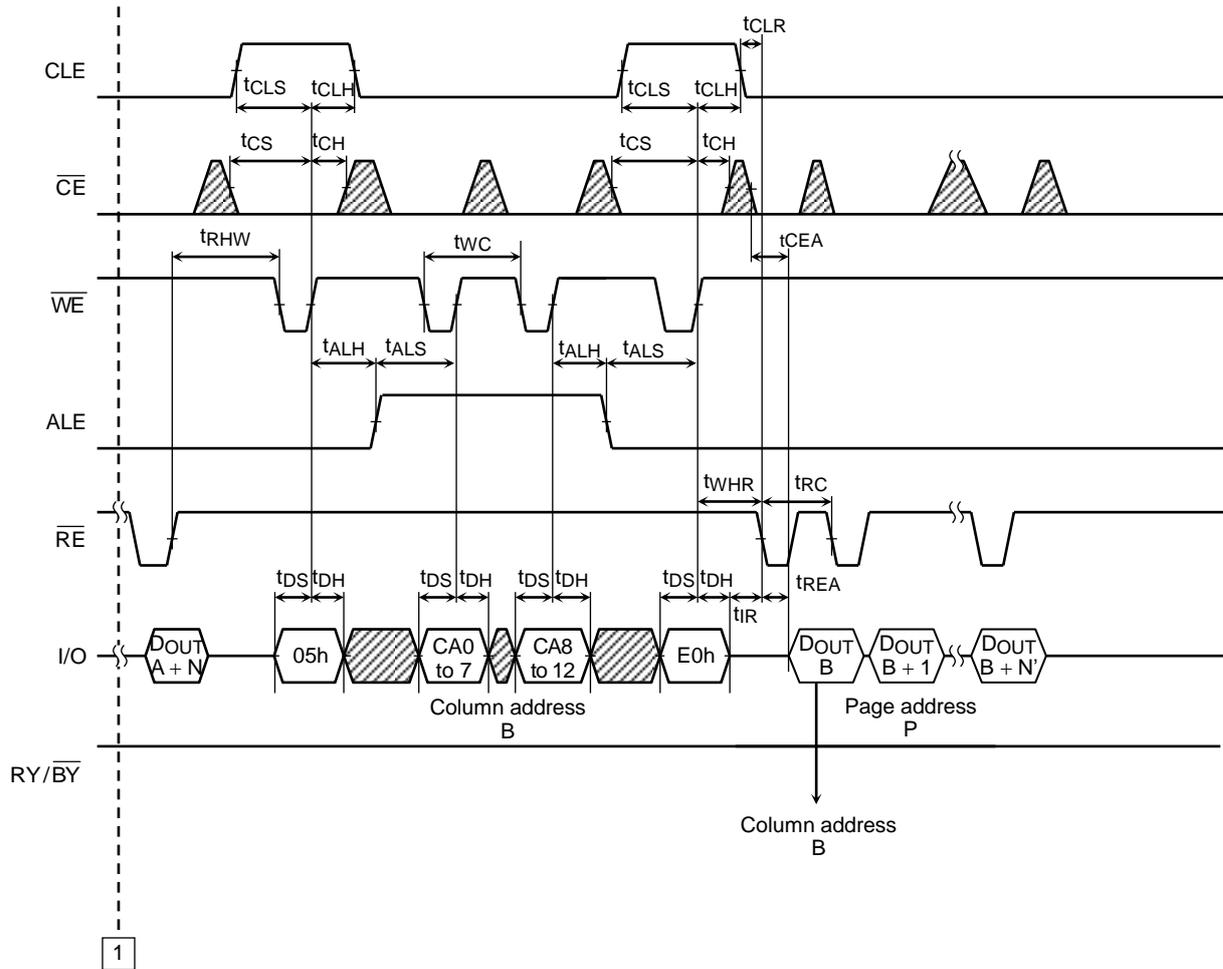 tCLR
CLE
tCLS
tCLH
tCLS
tCLH
tCS
tCH
tCS
tCH
CE
tCEA
tRHW
tWC
WE
tALH
tALS
tALH
tALS
ALE
tWHR
tRC
RE
tDS
tDH
tDS
tDH
tDS
tDH
tDS
tDH
tIR
tREA
I/O
DOUT
A + N
05h
CA0
to 7
CA8
to 12
E0h
DOUT
B
DOUT
B + 1
DOUT
B + N'
Column address
B
Page address
P
RY/BY
Column address
B
1